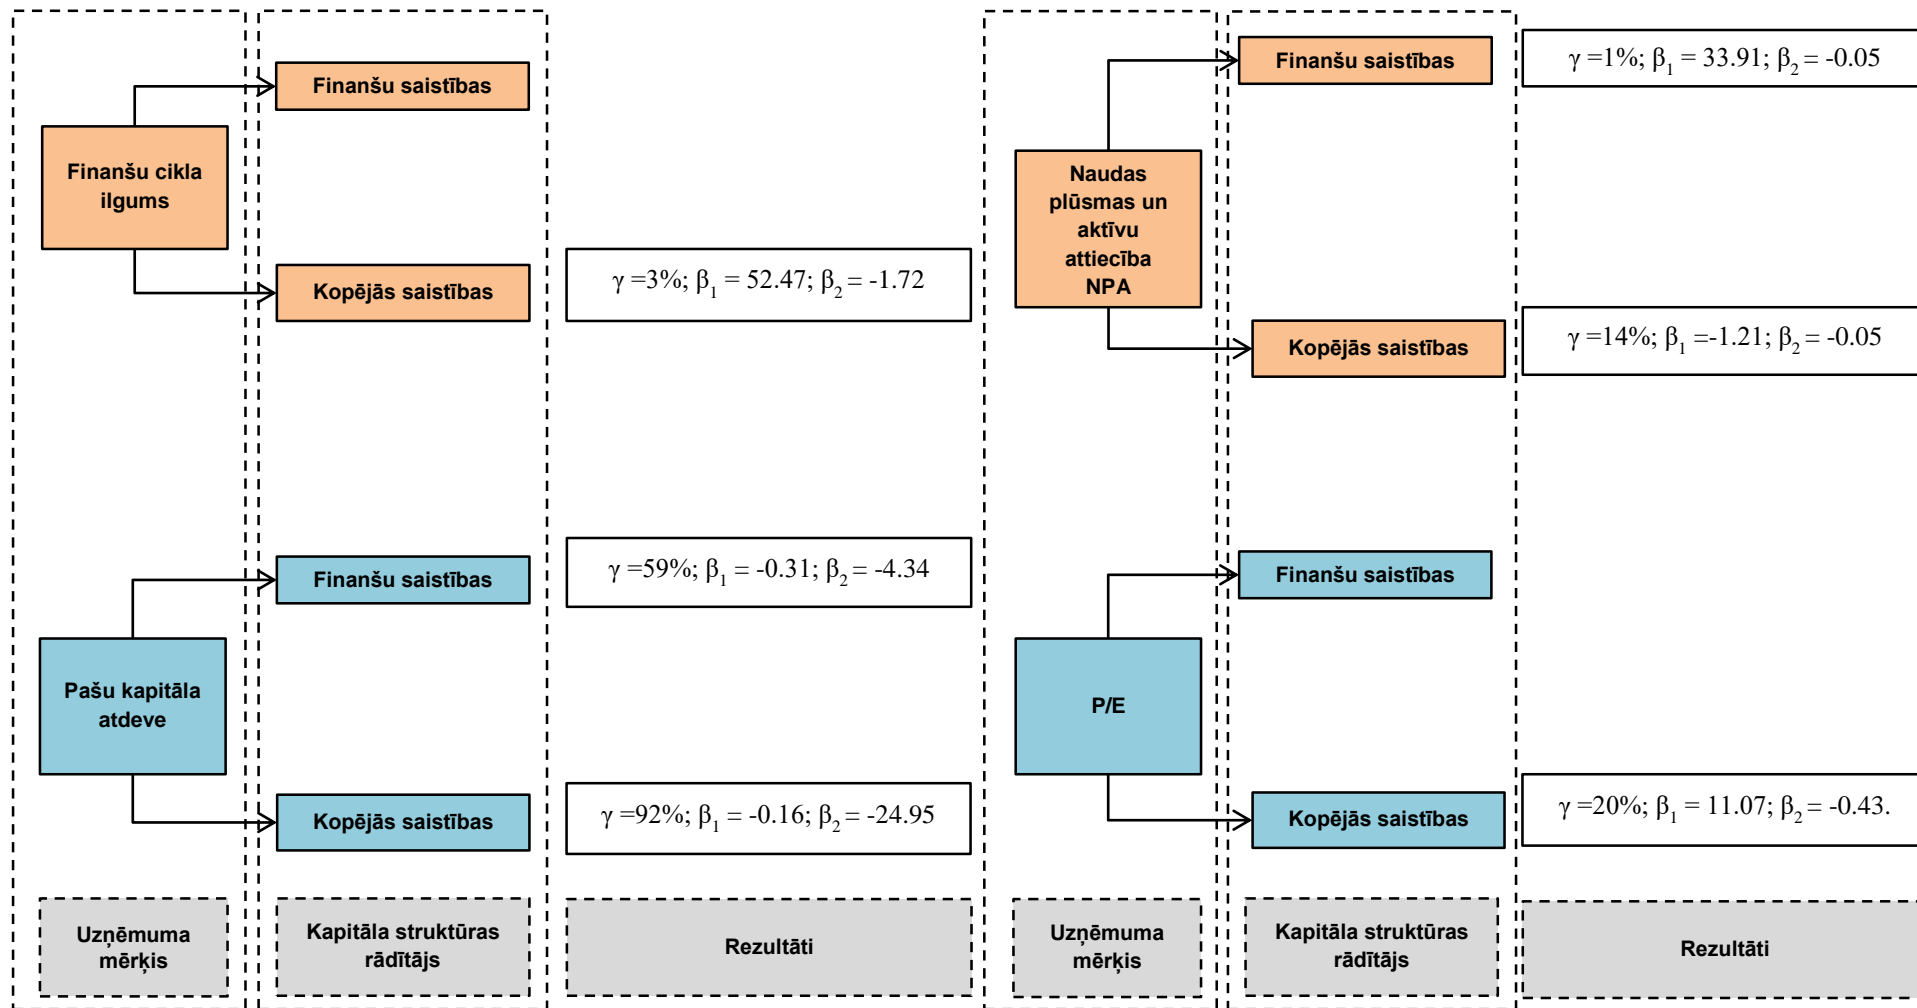 Finanšu cikla
ilgums
Finanšu saistības
Kopējās saistības
γ =3%; β₁ = 52.47; β₂ = -1.72
Pašu kapitāla
atdeve
Finanšu saistības
γ =59%; β₁ = -0.31; β₂ = -4.34
Kopējās saistības
γ =92%; β₁ = -0.16; β₂ = -24.95
Uzņēmuma
mērķis
Kapitāla struktūras
rādītājs
Rezultāti
Naudas
plūsmas un
aktīvu
attiecība
NPA
Finanšu saistības
γ =1%; β₁ = 33.91; β₂ = -0.05
Kopējās saistības
γ =14%; β₁ =-1.21; β₂ = -0.05
P/E
Finanšu saistības
Kopējās saistības
γ =20%; β₁ = 11.07; β₂ = -0.43.
Uzņēmuma
mērķis
Kapitāla struktūras
rādītājs
Rezultāti